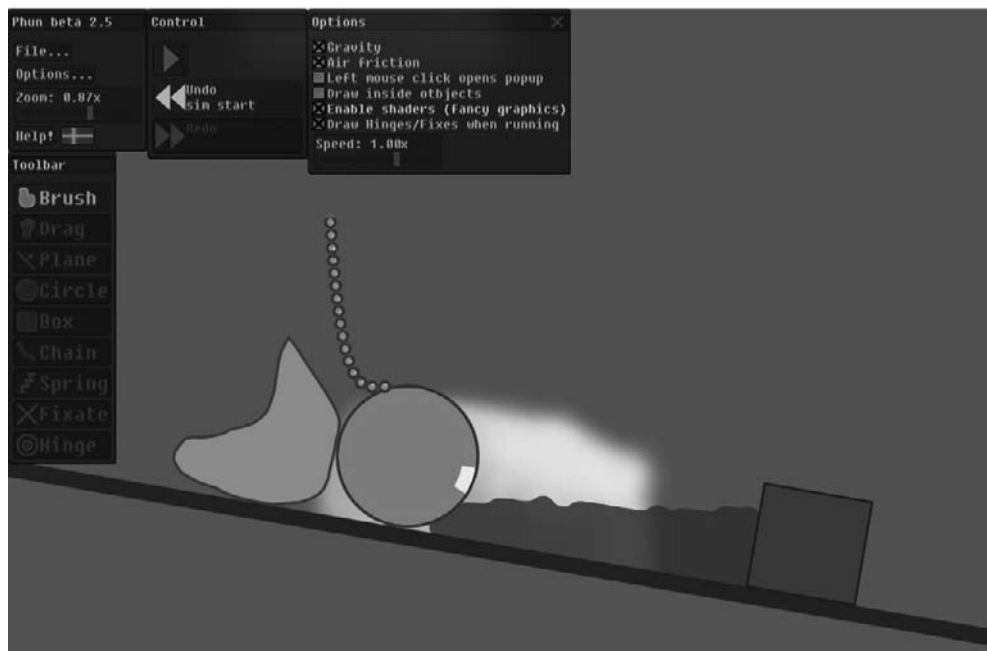 Phun beta 2.5
File...
Options...
Zoom: 0.87x
Help!
Control
Undo
sim start
Redo
Options
Gravity
Air friction
Left mouse click opens popup
Draw inside otbjects
Enable shaders (Fancy graphics)
Draw Hinges/Fixes when running
Speed: 1.00x
Toolbar
Brush
Drag
Plane
Circle
Box
Chain
Spring
Fixate
Hinge